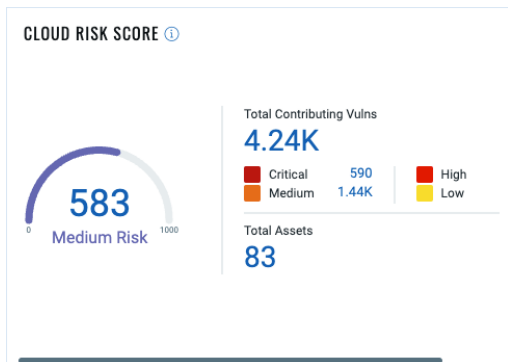 CLOUD RISK SCORE
Total Contributing Vulns
4.24K
Critical 590 High
Medium 1.44K Low
583
0 1000
Medium Risk
Total Assets
83